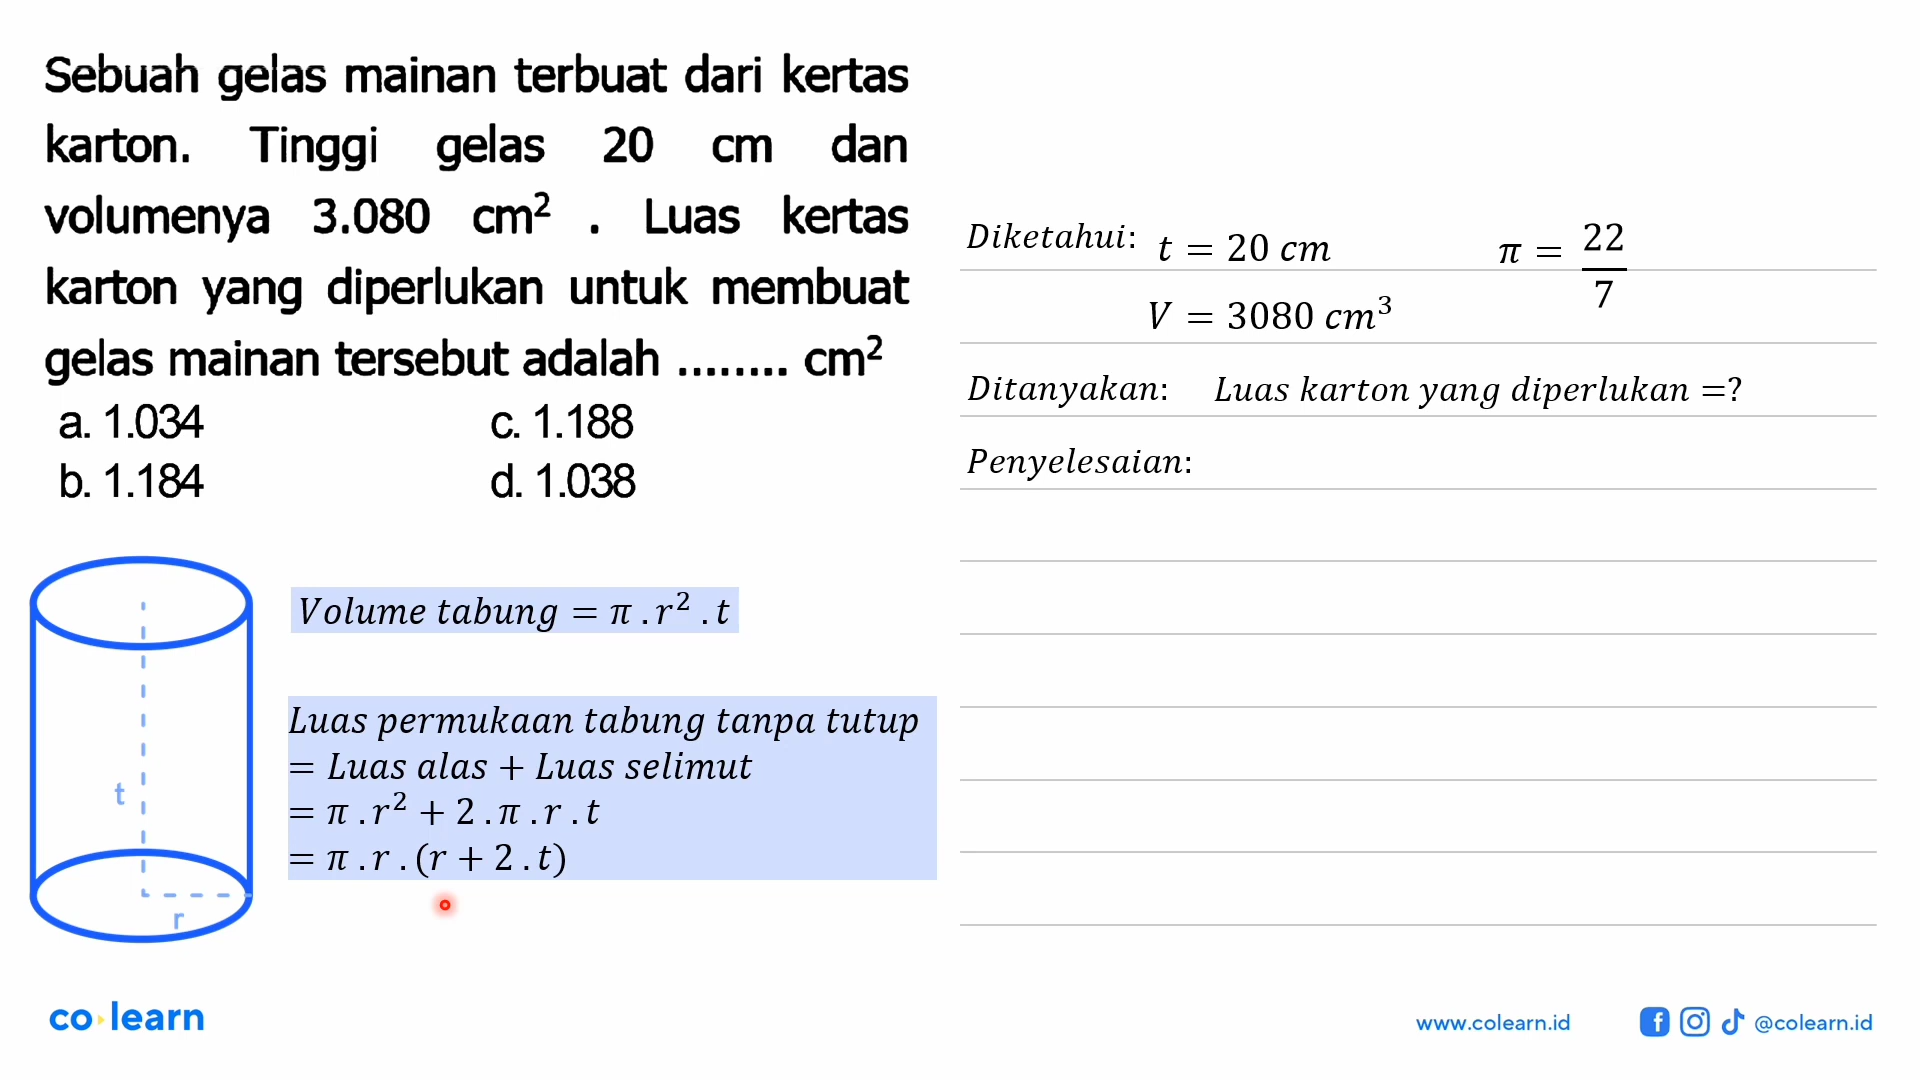 Sebuah gelas mainan terbuat dari kertas
karton. Tinggi gelas 20 cm dan
volumenya 3.080 cm² . Luas kertas
karton yang diperlukan untuk membuat
gelas mainan tersebut adalah ........ cm²
a. 1.034 c. 1.188
b. 1.184 d. 1.038
t
r
Volume tabung = π . r² . t
Luas permukaan tabung tanpa tutup
= Luas alas + Luas selimut
= π . r² + 2 . π . r . t
= π . r . (r + 2 . t)
Diketahui: t = 20 cm π = 22/7
V = 3080 cm³
Ditanyakan: Luas karton yang diperlukan =?
Penyelesaian:
co learn
www.colearn.id @colearn.id